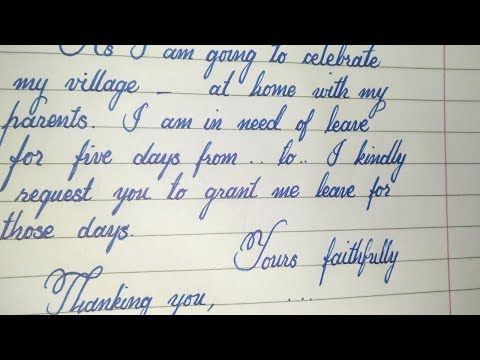 As I am going to celebrate
my village – at home with my
parents. I am in need of leave
for five days from .. to .. I kindly
request you to grant me leave for
those days.
Yours faithfully
Thanking you, ...